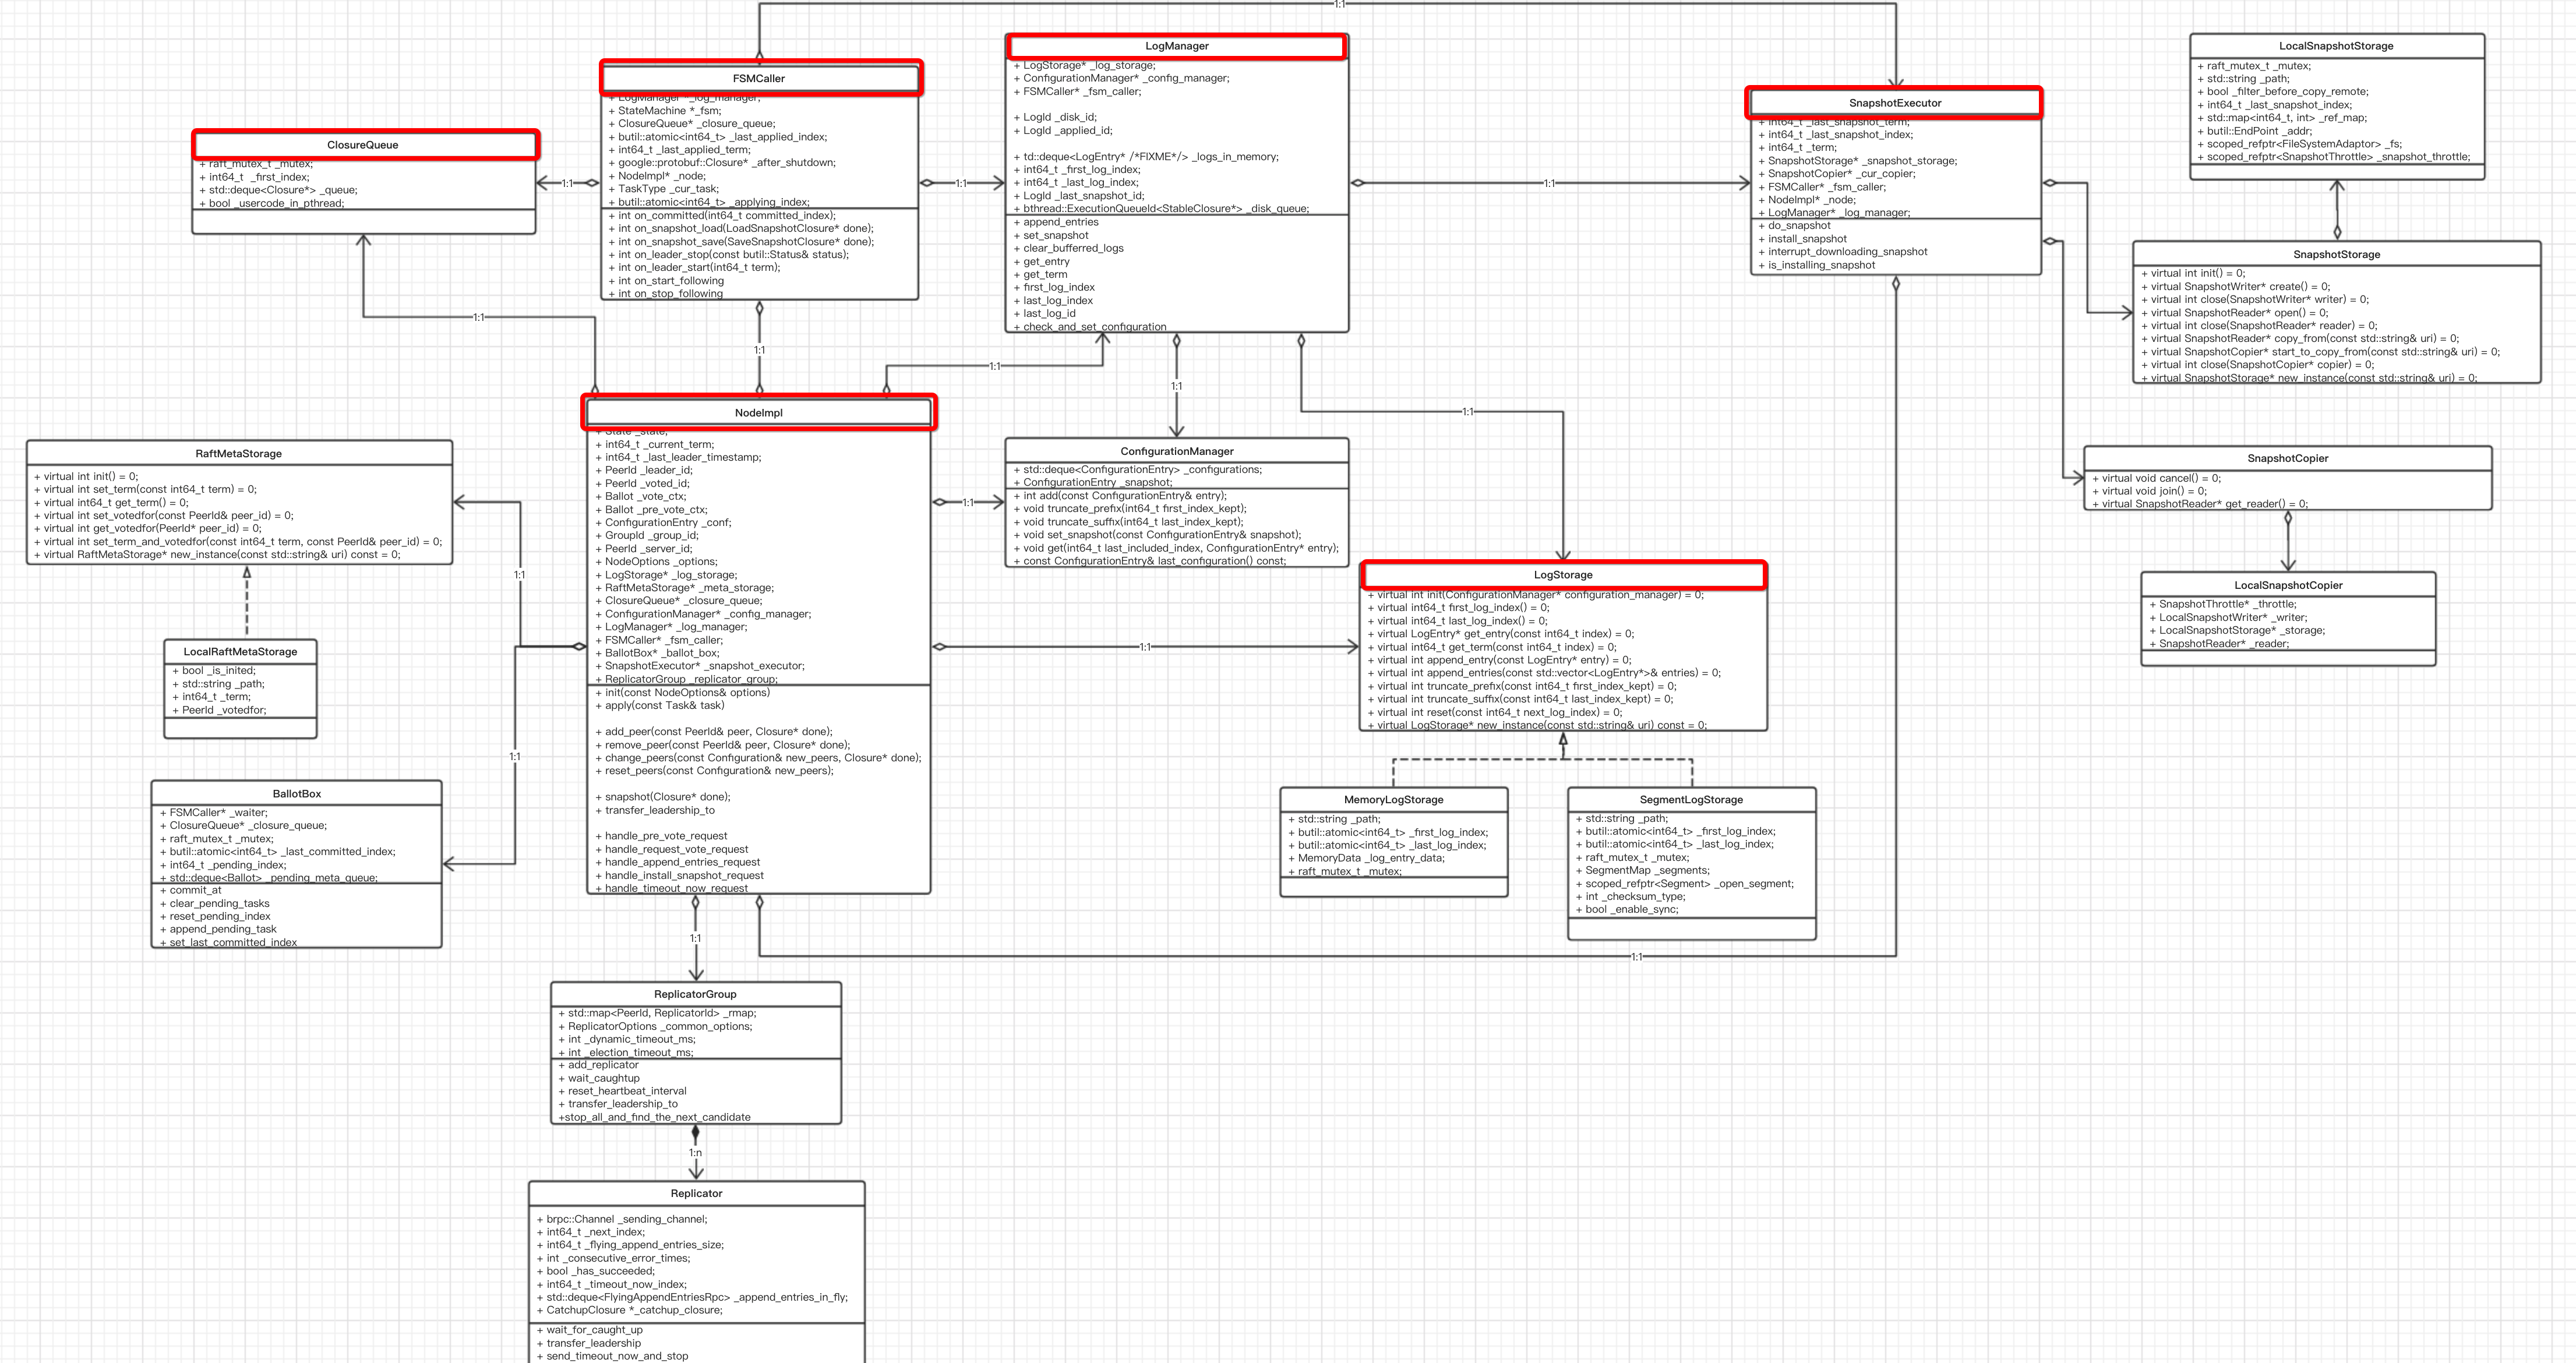 1:1
LogManager
+ LogStorage* _log_storage;
+ ConfigurationManager* _config_manager;
+ FSMCaller* _fsm_caller;
+ LogId _disk_id;
+ LogId _applied_id;
+ td::deque<LogEntry* /*FIXME*/> _logs_in_memory;
+ int64_t _first_log_index;
+ int64_t _last_log_index;
+ LogId _last_snapshot_id;
+ bthread::ExecutionQueueId<StableClosure*> _disk_queue;
+ append_entries
+ set_snapshot
+ clear_bufferred_logs
+ get_entry
+ get_term
+ first_log_index
+ last_log_index
+ last_log_id
+ check_and_set_configuration
LocalSnapshotStorage
+ raft_mutex_t _mutex;
+ std::string _path;
+ bool _filter_before_copy_remote;
+ int64_t _last_snapshot_index;
+ std::map<int64_t, int> _ref_map;
+ butil::EndPoint _addr;
+ scoped_refptr<FileSystemAdaptor> _fs;
+ scoped_refptr<SnapshotThrottle> _snapshot_throttle;
FSMCaller
+ LogManager *_log_manager;
+ StateMachine *_fsm;
+ ClosureQueue* _closure_queue;
+ butil::atomic<int64_t> _last_applied_index;
+ int64_t _last_applied_term;
+ google::protobuf::Closure* _after_shutdown;
+ NodeImpl* _node;
+ TaskType _cur_task;
+ butil::atomic<int64_t> _applying_index;
+ int on_committed(int64_t committed_index);
+ int on_snapshot_load(LoadSnapshotClosure* done);
+ int on_snapshot_save(SaveSnapshotClosure* done);
+ int on_leader_stop(const butil::Status& status);
+ int on_leader_start(int64_t term);
+ int on_start_following
+ int on_stop_following
SnapshotExecutor
+ int64_t _last_snapshot_term;
+ int64_t _last_snapshot_index;
+ int64_t _term;
+ SnapshotStorage* _snapshot_storage;
+ SnapshotCopier* _cur_copier;
+ FSMCaller* _fsm_caller;
+ NodeImpl* _node;
+ LogManager* _log_manager;
+ do_snapshot
+ install_snapshot
+ interrupt_downloading_snapshot
+ is_installing_snapshot
ClosureQueue
+ raft_mutex_t _mutex;
+ int64_t _first_index;
+ std::deque<Closure*> _queue;
+ bool _usercode_in_pthread;
1:1
1:1
1:1
SnapshotStorage
+ virtual int init() = 0;
+ virtual SnapshotWriter* create() = 0;
+ virtual int close(SnapshotWriter* writer) = 0;
+ virtual SnapshotReader* open() = 0;
+ virtual int close(SnapshotReader* reader) = 0;
+ virtual SnapshotReader* copy_from(const std::string& uri) = 0;
+ virtual SnapshotCopier* start_to_copy_from(const std::string& uri) = 0;
+ virtual int close(SnapshotCopier* copier) = 0;
+ virtual SnapshotStorage* new_instance(const std::string& uri) = 0;
1:1
1:1
1:1
1:1
1:1
NodeImpl
+ State _state;
+ int64_t _current_term;
+ int64_t _last_leader_timestamp;
+ PeerId _leader_id;
+ PeerId _voted_id;
+ Ballot _vote_ctx;
+ Ballot _pre_vote_ctx;
+ ConfigurationEntry _conf;
+ GroupId _group_id;
+ PeerId _server_id;
+ NodeOptions _options;
+ LogStorage* _log_storage;
+ RaftMetaStorage* _meta_storage;
+ ClosureQueue* _closure_queue;
+ ConfigurationManager* _config_manager;
+ LogManager* _log_manager;
+ FSMCaller* _fsm_caller;
+ BallotBox* _ballot_box;
+ SnapshotExecutor* _snapshot_executor;
+ ReplicatorGroup _replicator_group;
+ init(const NodeOptions& options)
+ apply(const Task& task)
+ add_peer(const PeerId& peer, Closure* done);
+ remove_peer(const PeerId& peer, Closure* done);
+ change_peers(const Configuration& new_peers, Closure* done);
+ reset_peers(const Configuration& new_peers);
+ snapshot(Closure* done);
+ transfer_leadership_to
+ handle_pre_vote_request
+ handle_request_vote_request
+ handle_append_entries_request
+ handle_install_snapshot_request
+ handle_timeout_now_request
RaftMetaStorage
+ virtual int init() = 0;
+ virtual int set_term(const int64_t term) = 0;
+ virtual int64_t get_term() = 0;
+ virtual int set_votedfor(const PeerId& peer_id) = 0;
+ virtual int get_votedfor(PeerId* peer_id) = 0;
+ virtual int set_term_and_votedfor(const int64_t term, const PeerId& peer_id) = 0;
+ virtual RaftMetaStorage* new_instance(const std::string& uri) const = 0;
ConfigurationManager
+ std::deque<ConfigurationEntry> _configurations;
+ ConfigurationEntry _snapshot;
+ int add(const ConfigurationEntry& entry);
+ void truncate_prefix(int64_t first_index_kept);
+ void truncate_suffix(int64_t last_index_kept);
+ void set_snapshot(const ConfigurationEntry& snapshot);
+ void get(int64_t last_included_index, ConfigurationEntry* entry);
+ const ConfigurationEntry& last_configuration() const;
1:1
SnapshotCopier
+ virtual void cancel() = 0;
+ virtual void join() = 0;
+ virtual SnapshotReader* get_reader() = 0;
1:1
LogStorage
+ virtual int init(ConfigurationManager* configuration_manager) = 0;
+ virtual int64_t first_log_index() = 0;
+ virtual int64_t last_log_index() = 0;
+ virtual LogEntry* get_entry(const int64_t index) = 0;
+ virtual int64_t get_term(const int64_t index) = 0;
+ virtual int append_entry(const LogEntry* entry) = 0;
+ virtual int append_entries(const std::vector<LogEntry*>& entries) = 0;
+ virtual int truncate_prefix(const int64_t first_index_kept) = 0;
+ virtual int truncate_suffix(const int64_t last_index_kept) = 0;
+ virtual int reset(const int64_t next_log_index) = 0;
+ virtual LogStorage* new_instance(const std::string& uri) const = 0;
LocalSnapshotCopier
+ SnapshotThrottle* _throttle;
+ LocalSnapshotWriter* _writer;
+ LocalSnapshotStorage* _storage;
+ SnapshotReader* _reader;
LocalRaftMetaStorage
+ bool _is_inited;
+ std::string _path;
+ int64_t _term;
+ PeerId _votedfor;
1:1
1:1
BallotBox
+ FSMCaller* _waiter;
+ ClosureQueue* _closure_queue;
+ raft_mutex_t _mutex;
+ butil::atomic<int64_t> _last_committed_index;
+ int64_t _pending_index;
+ std::deque<Ballot> _pending_meta_queue;
+ commit_at
+ clear_pending_tasks
+ reset_pending_index
+ append_pending_task
+ set_last_committed_index
MemoryLogStorage
+ std::string _path;
+ butil::atomic<int64_t> _first_log_index;
+ butil::atomic<int64_t> _last_log_index;
+ MemoryData _log_entry_data;
+ raft_mutex_t _mutex;
SegmentLogStorage
+ std::string _path;
+ butil::atomic<int64_t> _first_log_index;
+ butil::atomic<int64_t> _last_log_index;
+ raft_mutex_t _mutex;
+ SegmentMap _segments;
+ scoped_refptr<Segment> _open_segment;
+ int _checksum_type;
+ bool _enable_sync;
1:1
1:1
ReplicatorGroup
+ std::map<PeerId, ReplicatorId> _rmap;
+ ReplicatorOptions _common_options;
+ int _dynamic_timeout_ms;
+ int _election_timeout_ms;
+ add_replicator
+ wait_caughtup
+ reset_heartbeat_interval
+ transfer_leadership_to
+stop_all_and_find_the_next_candidate
1:n
Replicator
+ brpc::Channel _sending_channel;
+ int64_t _next_index;
+ int64_t _flying_append_entries_size;
+ int _consecutive_error_times;
+ bool _has_succeeded;
+ int64_t _timeout_now_index;
+ std::deque<FlyingAppendEntriesRpc> _append_entries_in_fly;
+ CatchupClosure *_catchup_closure;
+ wait_for_caught_up
+ transfer_leadership
+ send_timeout_now_and_stop